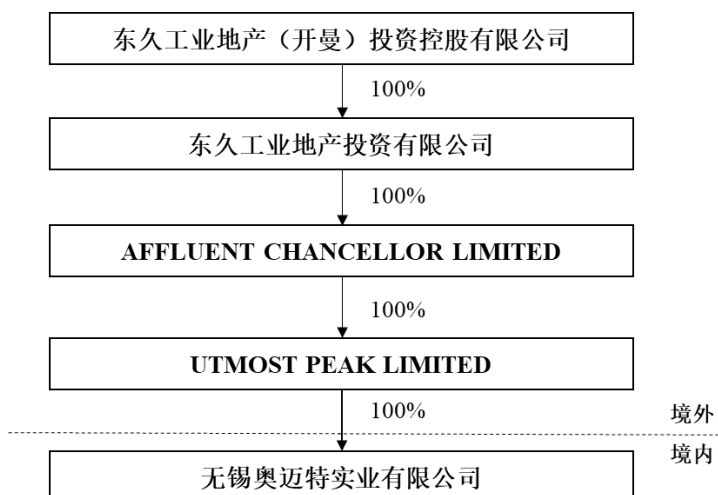 东久工业地产（开曼）投资控股有限公司
100%
东久工业地产投资有限公司
100%
AFFLUENT CHANCELLOR LIMITED
100%
UTMOST PEAK LIMITED
100%
境外
境内
无锡奥迈特实业有限公司